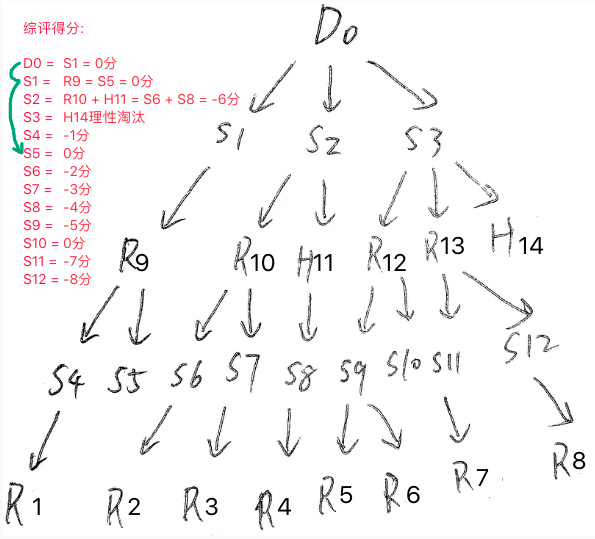 综评得分:
D0 = S1 = 0分
S1 = R9 = S5 = 0分
S2 = R10 + H11 = S6 + S8 = -6分
S3 = H14理性淘汰
S4 = -1分
S5 = 0分
S6 = -2分
S7 = -3分
S8 = -4分
S9 = -5分
S10 = 0分
S11 = -7分
S12 = -8分
D0
S1 S2 S3
R9 R10 H11 R12 R13 H14
S4 S5 S6 S7 S8 S9 S10 S11 S12
R1 R2 R3 R4 R5 R6 R7 R8